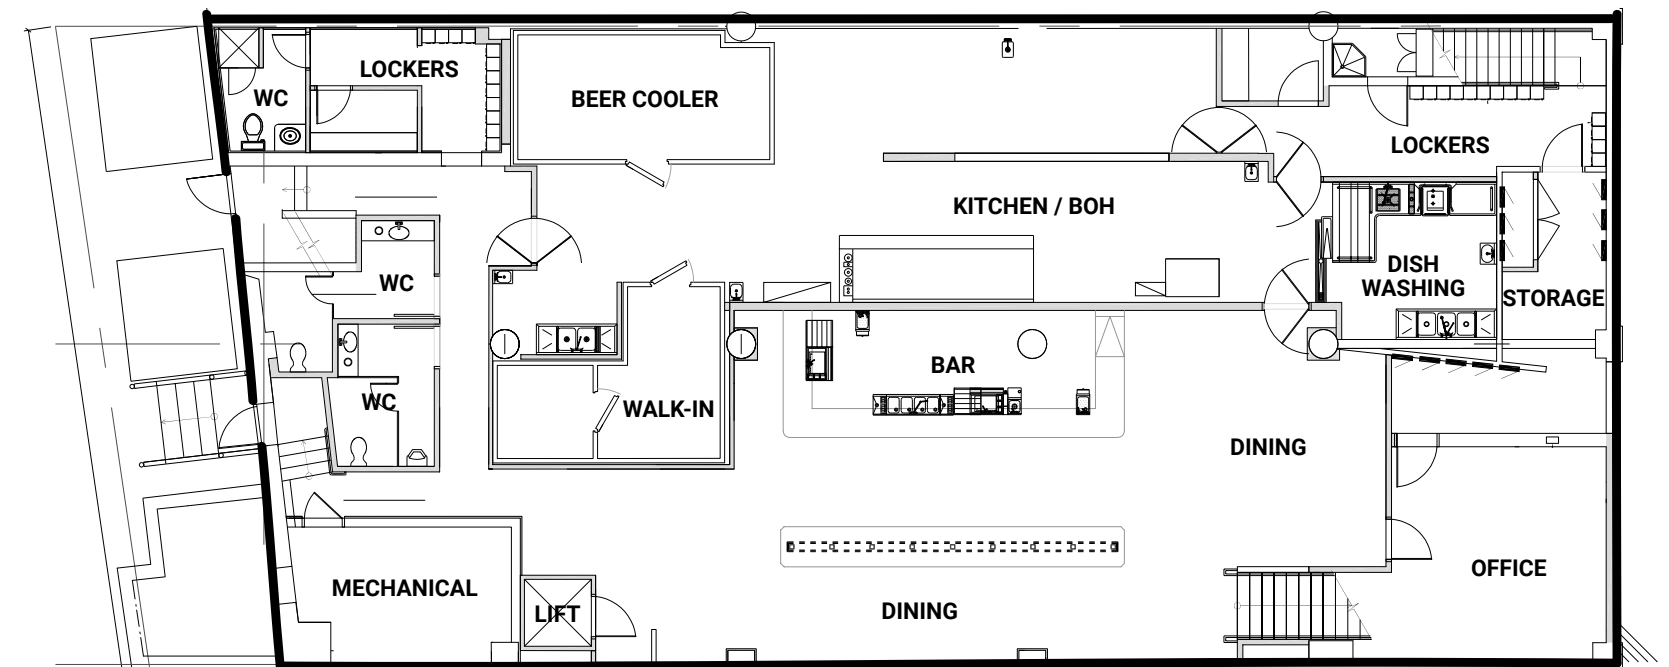 LOCKERS
WC
BEER COOLER
LOCKERS
KITCHEN / BOH
WC
DISH
WASHING
STORAGE
BAR
WC
WALK-IN
DINING
OFFICE
MECHANICAL
LIFT
DINING